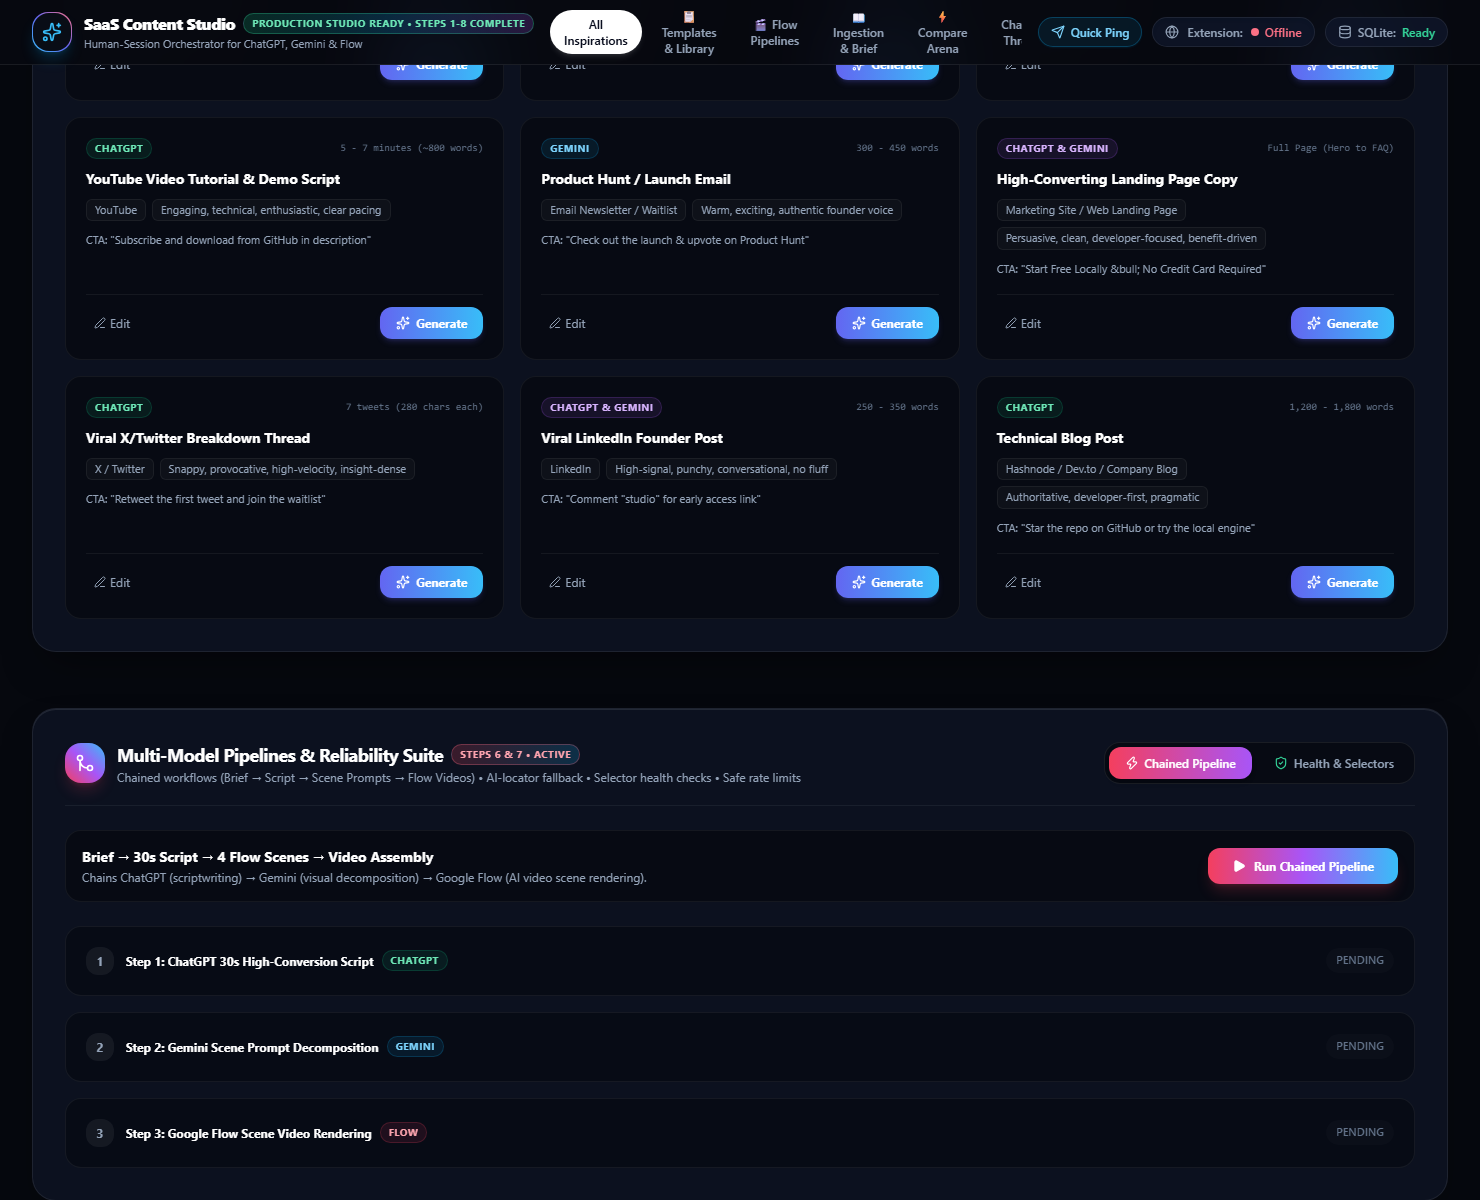 SaaS Content Studio
PRODUCTION STUDIO READY • STEPS 1-8 COMPLETE
Human-Session Orchestrator for ChatGPT, Gemini & Flow
All
Inspirations
Templates
& Library
Flow
Pipelines
Ingestion
& Brief
Compare
Arena
Cha
Thr
Quick Ping
Extension: Offline
SQLite: Ready
Edit
Generate
Edit
Generate
Edit
Generate
CHATGPT
5 - 7 minutes (~800 words)
YouTube Video Tutorial & Demo Script
YouTube
Engaging, technical, enthusiastic, clear pacing
CTA: "Subscribe and download from GitHub in description"
Edit
Generate
GEMINI
300 - 450 words
Product Hunt / Launch Email
Email Newsletter / Waitlist
Warm, exciting, authentic founder voice
CTA: "Check out the launch & upvote on Product Hunt"
Edit
Generate
CHATGPT & GEMINI
Full Page (Hero to FAQ)
High-Converting Landing Page Copy
Marketing Site / Web Landing Page
Persuasive, clean, developer-focused, benefit-driven
CTA: "Start Free Locally &bull; No Credit Card Required"
Edit
Generate
CHATGPT
7 tweets (280 chars each)
Viral X/Twitter Breakdown Thread
X / Twitter
Snappy, provocative, high-velocity, insight-dense
CTA: "Retweet the first tweet and join the waitlist"
Edit
Generate
CHATGPT & GEMINI
250 - 350 words
Viral LinkedIn Founder Post
LinkedIn
High-signal, punchy, conversational, no fluff
CTA: "Comment "studio" for early access link"
Edit
Generate
CHATGPT
1,200 - 1,800 words
Technical Blog Post
Hashnode / Dev.to / Company Blog
Authoritative, developer-first, pragmatic
CTA: "Star the repo on GitHub or try the local engine"
Edit
Generate
Multi-Model Pipelines & Reliability Suite
STEPS 6 & 7 • ACTIVE
Chained workflows (Brief → Script → Scene Prompts → Flow Videos) • AI-locator fallback • Selector health checks • Safe rate limits
Chained Pipeline
Health & Selectors
Brief → 30s Script → 4 Flow Scenes → Video Assembly
Chains ChatGPT (scriptwriting) → Gemini (visual decomposition) → Google Flow (AI video scene rendering).
Run Chained Pipeline
1
Step 1: ChatGPT 30s High-Conversion Script
CHATGPT
PENDING
2
Step 2: Gemini Scene Prompt Decomposition
GEMINI
PENDING
3
Step 3: Google Flow Scene Video Rendering
FLOW
PENDING